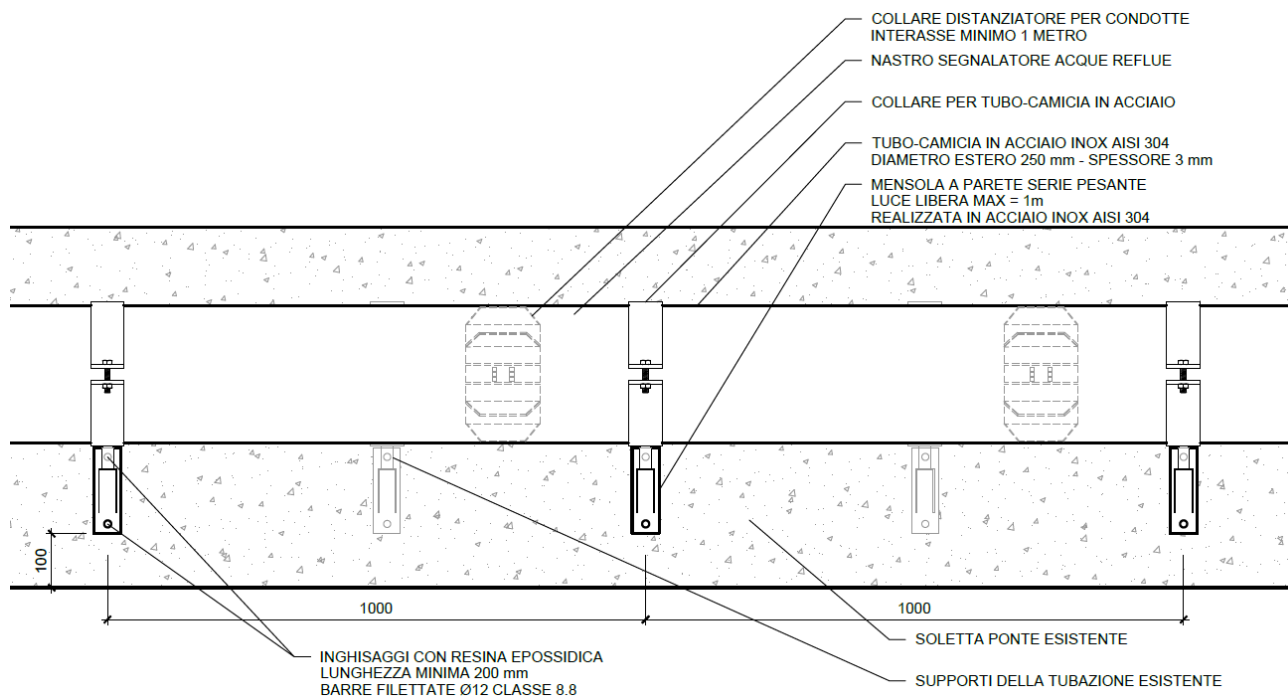 COLLARE DISTANZIATORE PER CONDOTTE
INTERASSE MINIMO 1 METRO
NASTRO SEGNALATORE ACQUE REFLUE
COLLARE PER TUBO-CAMICIA IN ACCIAIO
TUBO-CAMICIA IN ACCIAIO INOX AISI 304
DIAMETRO ESTERO 250 mm - SPESSORE 3 mm
MENSOLA A PARETE SERIE PESANTE
LUCE LIBERA MAX = 1m
REALIZZATA IN ACCIAIO INOX AISI 304
100
1000
1000
SOLETTA PONTE ESISTENTE
INGHISAGGI CON RESINA EPOSSIDICA
LUNGHEZZA MINIMA 200 mm
BARRE FILETTATE Ø12 CLASSE 8.8
SUPPORTI DELLA TUBAZIONE ESISTENTE